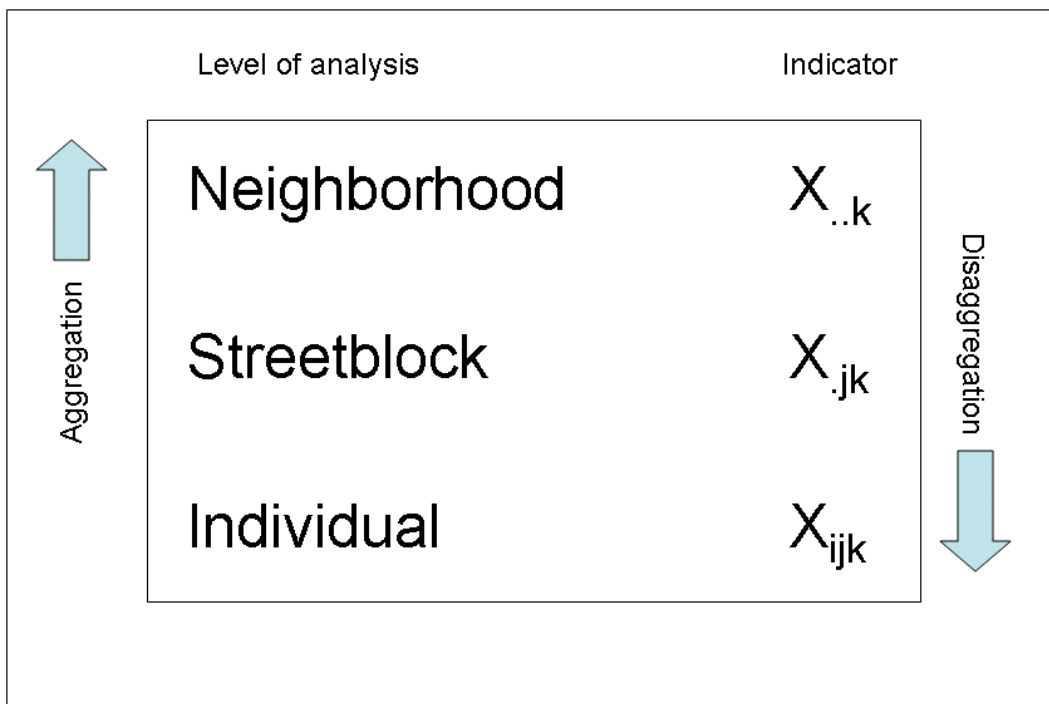 Level of analysis Indicator
Neighborhood X..k
Streetblock X.jk
Individual Xijk
Aggregation
Disaggregation